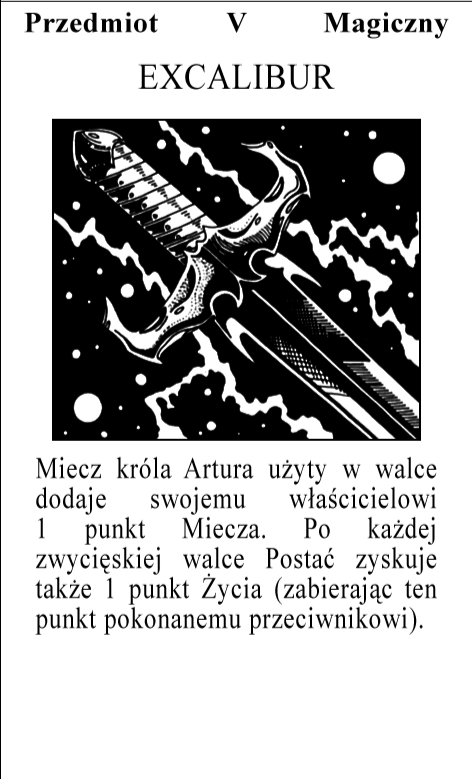 Przedmiot V Magiczny
EXCALIBUR
Miecz króla Artura użyty w walce
dodaje swojemu właścicielowi
1 punkt Miecza. Po każdej
zwycięskiej walce Postać zyskuje
także 1 punkt Życia (zabierając ten
punkt pokonanemu przeciwnikowi).